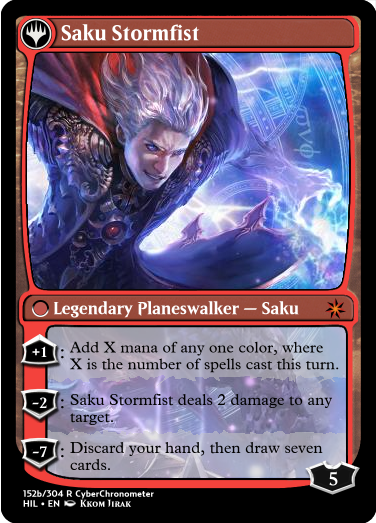 Saku Stormfist
Legendary Planeswalker — Saku
+1: Add X mana of any one color, where
X is the number of spells cast this turn.
-2: Saku Stormfist deals 2 damage to any
target.
-7: Discard your hand, then draw seven
cards.
5
152b/304 R CyberChronometer
HIL • EN Kkom Jirak